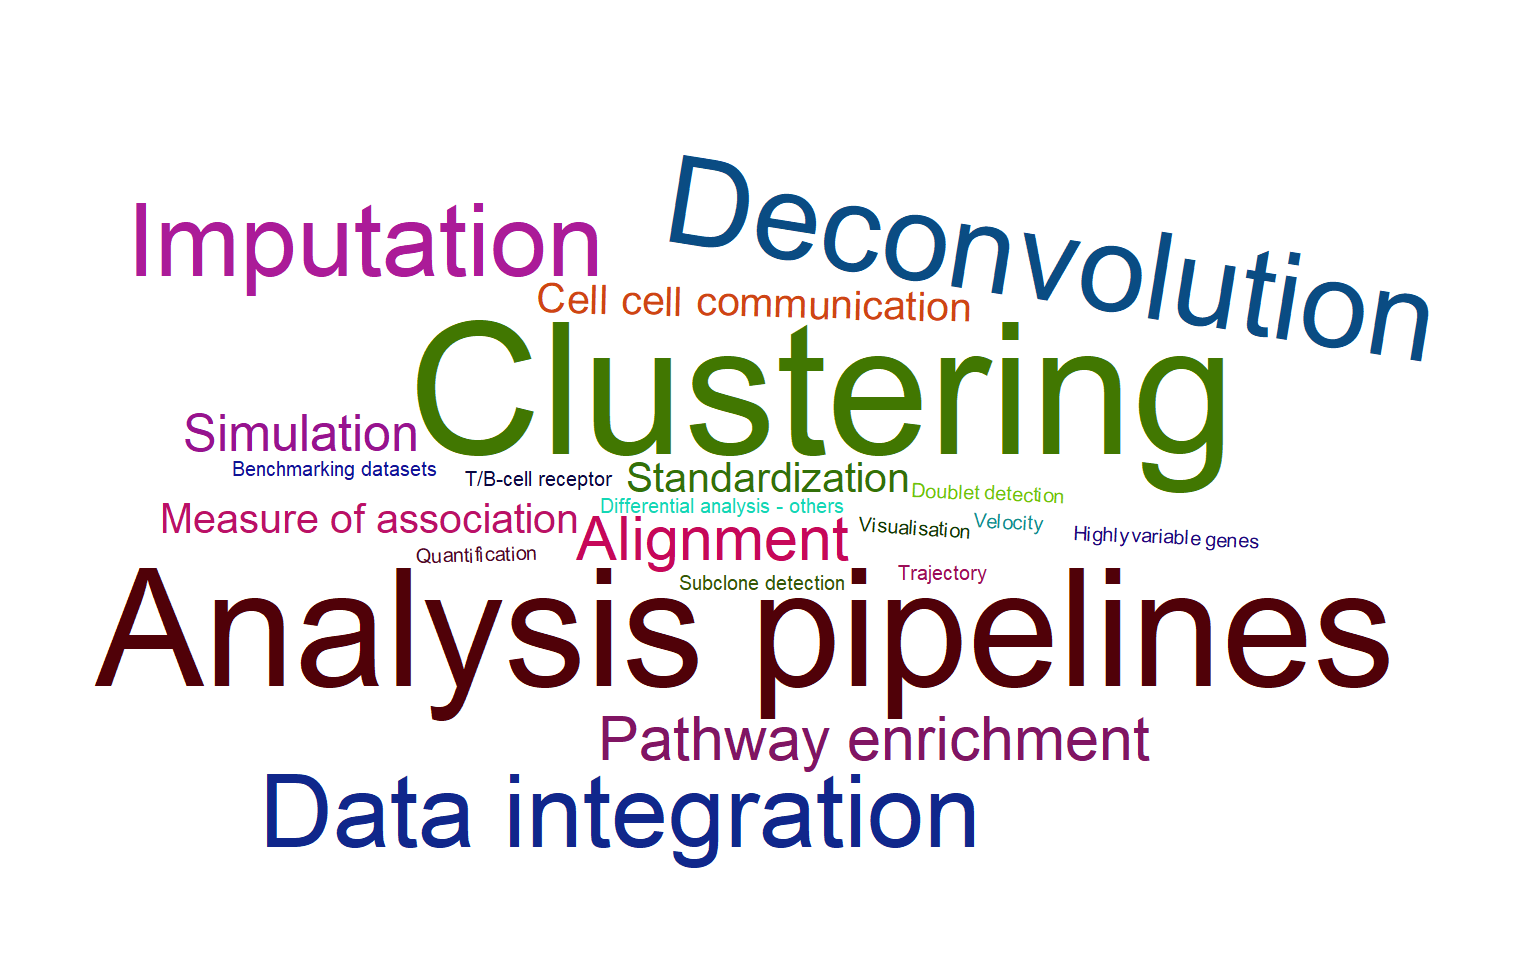 Deconvolution
Imputation
Cell cell communication
Clustering
Simulation
Benchmarking datasets
T/B-cell receptor
Standardization
Doublet detection
Differential analysis - others
Measure of association
Alignment
Visualisation
Velocity
Highly variable genes
Quantification
Subclone detection
Trajectory
Analysis pipelines
Pathway enrichment
Data integration